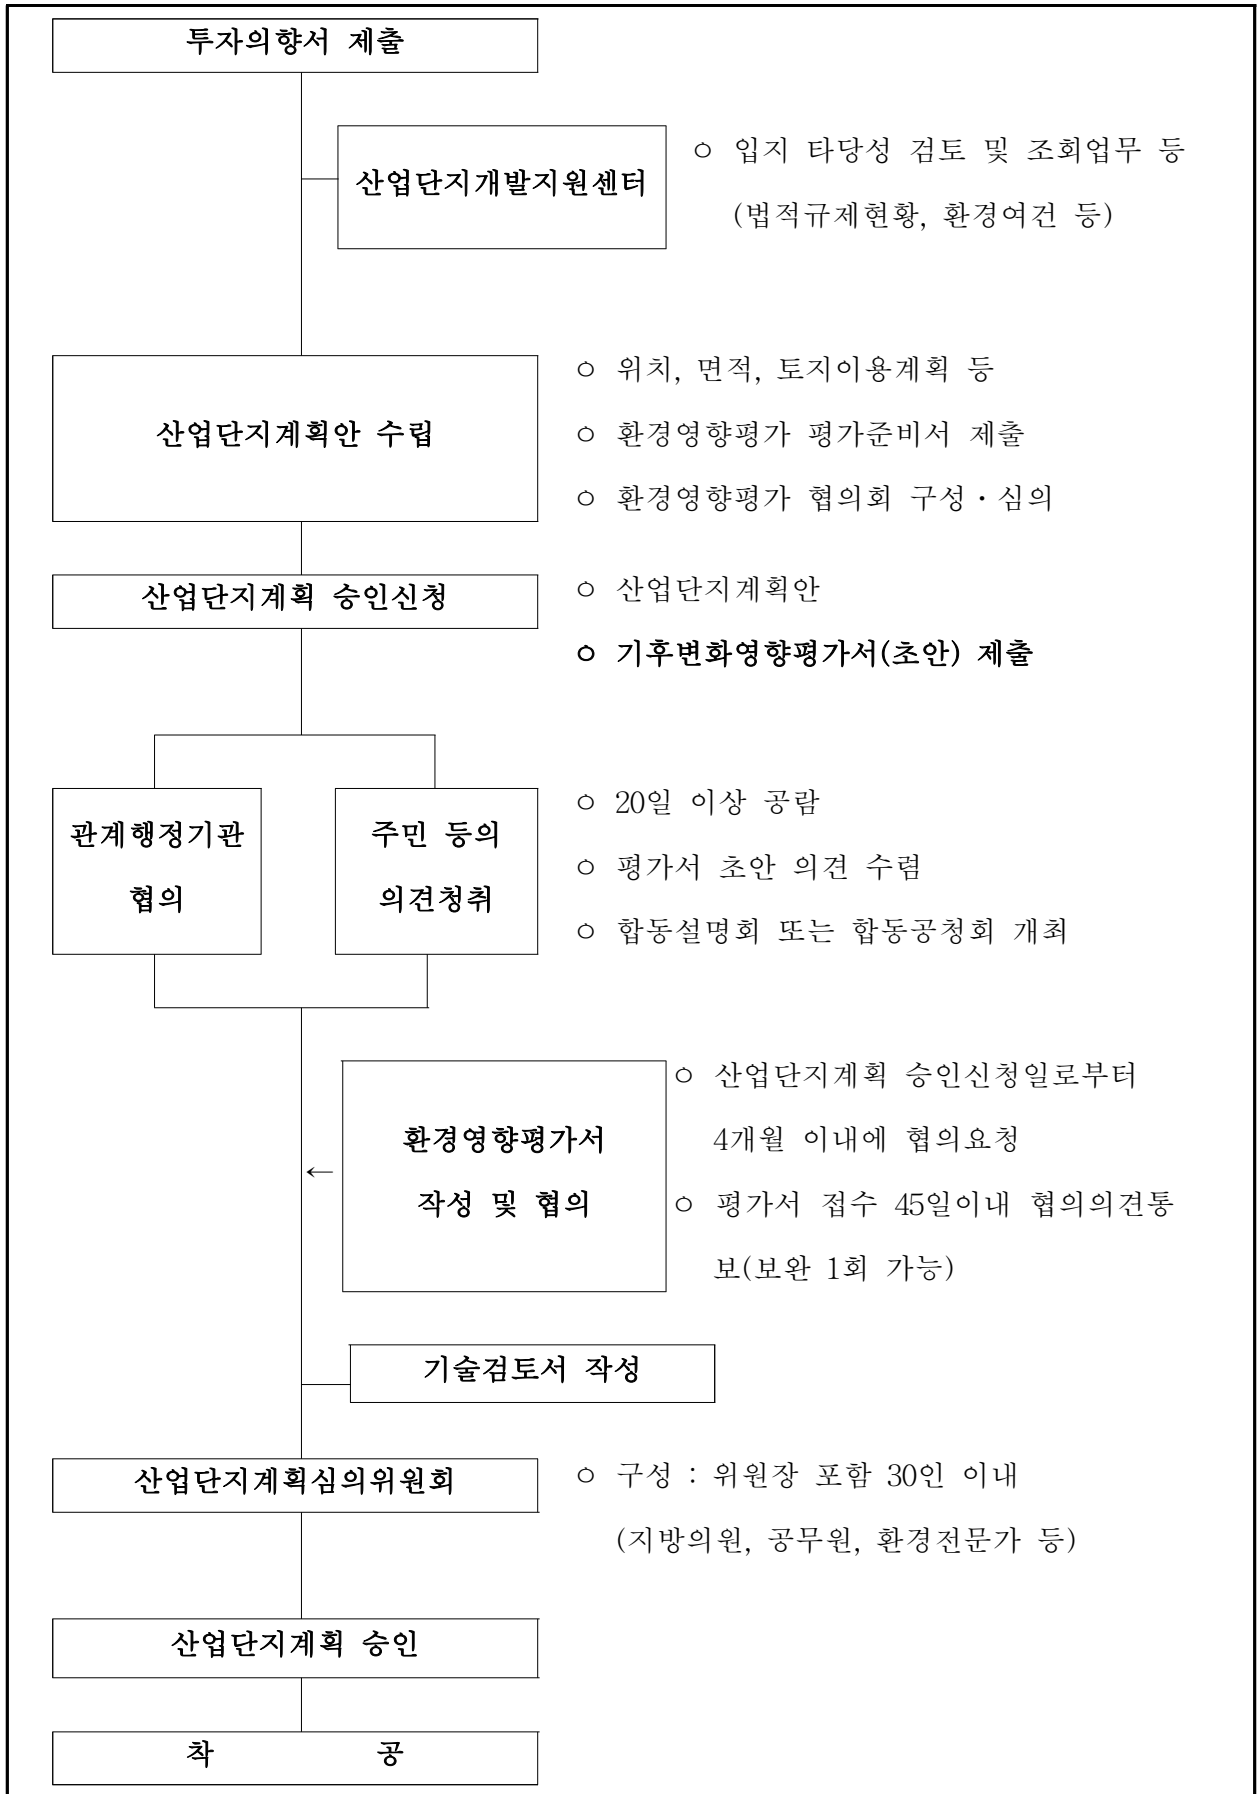 투자의향서 제출
산업단지개발지원센터
ㅇ 입지 타당성 검토 및 조회업무 등
(법적규제현황, 환경여건 등)
산업단지계획안 수립
ㅇ 위치, 면적, 토지이용계획 등
ㅇ 환경영향평가 평가준비서 제출
ㅇ 환경영향평가 협의회 구성・심의
산업단지계획 승인신청
ㅇ 산업단지계획안
ㅇ 기후변화영향평가서(초안) 제출
관계행정기관
협의
주민 등의
의견청취
ㅇ 20일 이상 공람
ㅇ 평가서 초안 의견 수렴
ㅇ 합동설명회 또는 합동공청회 개최
←
환경영향평가서
작성 및 협의
ㅇ 산업단지계획 승인신청일로부터
4개월 이내에 협의요청
ㅇ 평가서 접수 45일이내 협의의견통
보(보완 1회 가능)
기술검토서 작성
산업단지계획심의위원회
ㅇ 구성 : 위원장 포함 30인 이내
(지방의원, 공무원, 환경전문가 등)
산업단지계획 승인
착 공